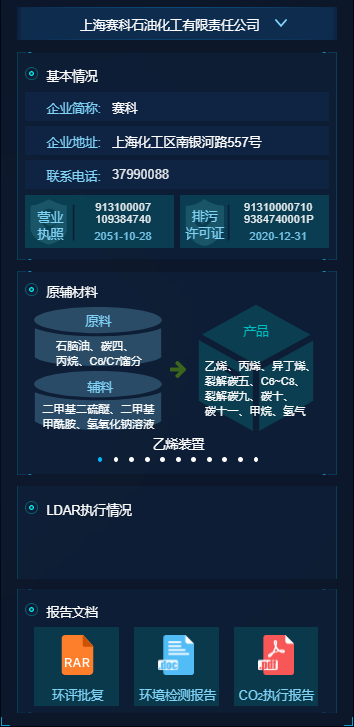 上海赛科石油化工有限责任公司
基本情况
企业简称: 赛科
企业地址: 上海化工区南银河路557号
联系电话: 37990088
营业
执照
913100007
109384740
2051-10-28
排污
许可证
91310000710
9384740001P
2020-12-31
原辅材料
原料
石脑油、碳四、
丙烷、C6/C7馏分
辅料
二甲基二硫醚、二甲基
甲酰胺、氢氧化钠溶液
产品
乙烯、丙烯、异丁烯、
裂解碳五、C6~C8、
裂解碳九、碳十、
碳十一、甲烷、氢气
乙烯装置
LDAR执行情况
报告文档
RAR
环评批复
doc
环境检测报告
pdf
CO₂执行报告